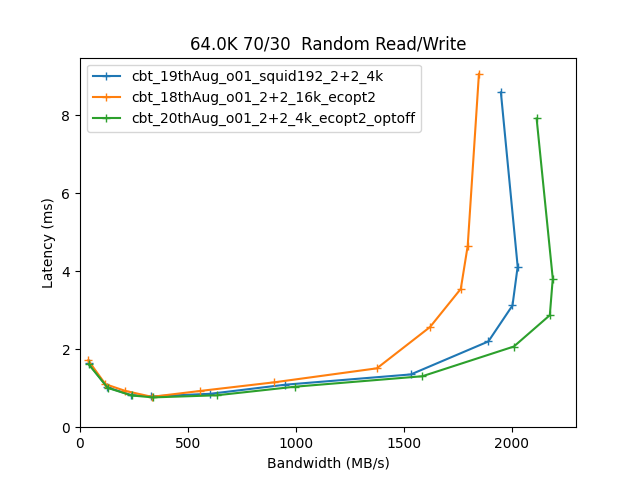 64.0K 70/30  Random Read/Write
cbt_19thAug_o01_squid192_2+2_4k
cbt_18thAug_o01_2+2_16k_ecopt2
cbt_20thAug_o01_2+2_4k_ecopt2_optoff
Latency (ms)
8
6
4
2
0
0 500 1000 1500 2000
Bandwidth (MB/s)